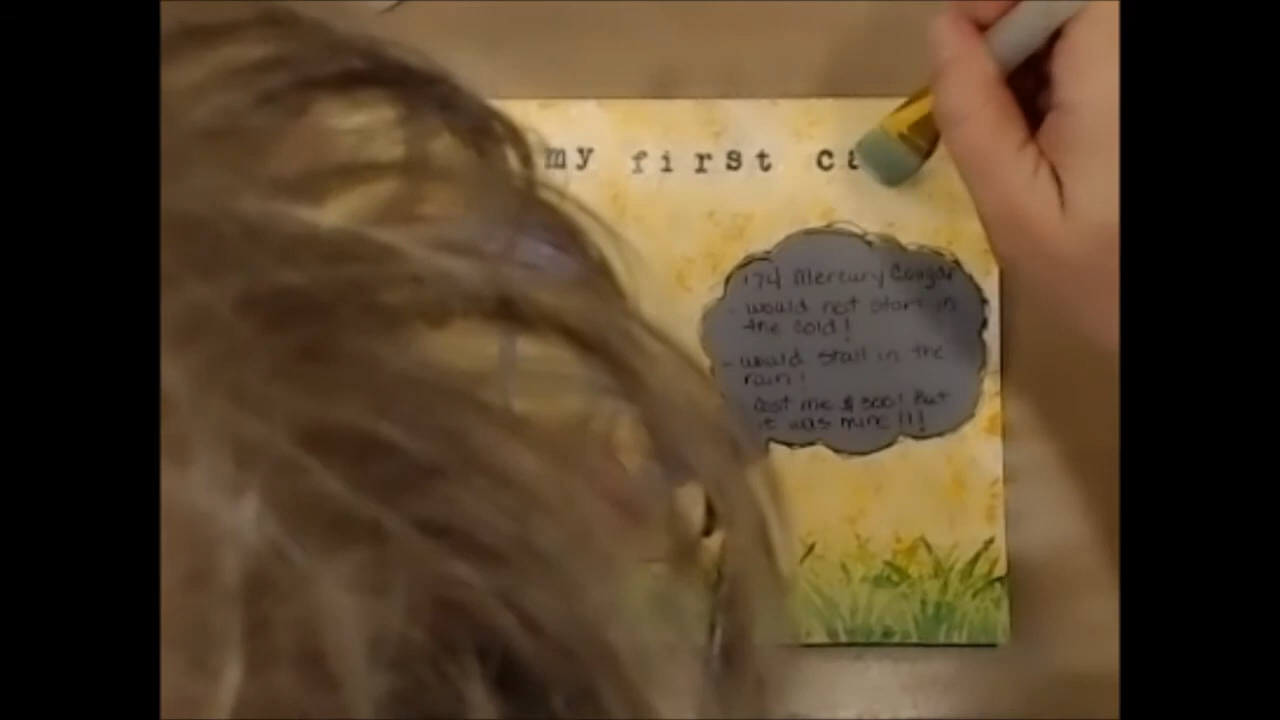 my first ca
'74 Mercury Cougar
- would not start in
the cold!
- would stall in the
rain!
cost me $300! But
it was mine!!!